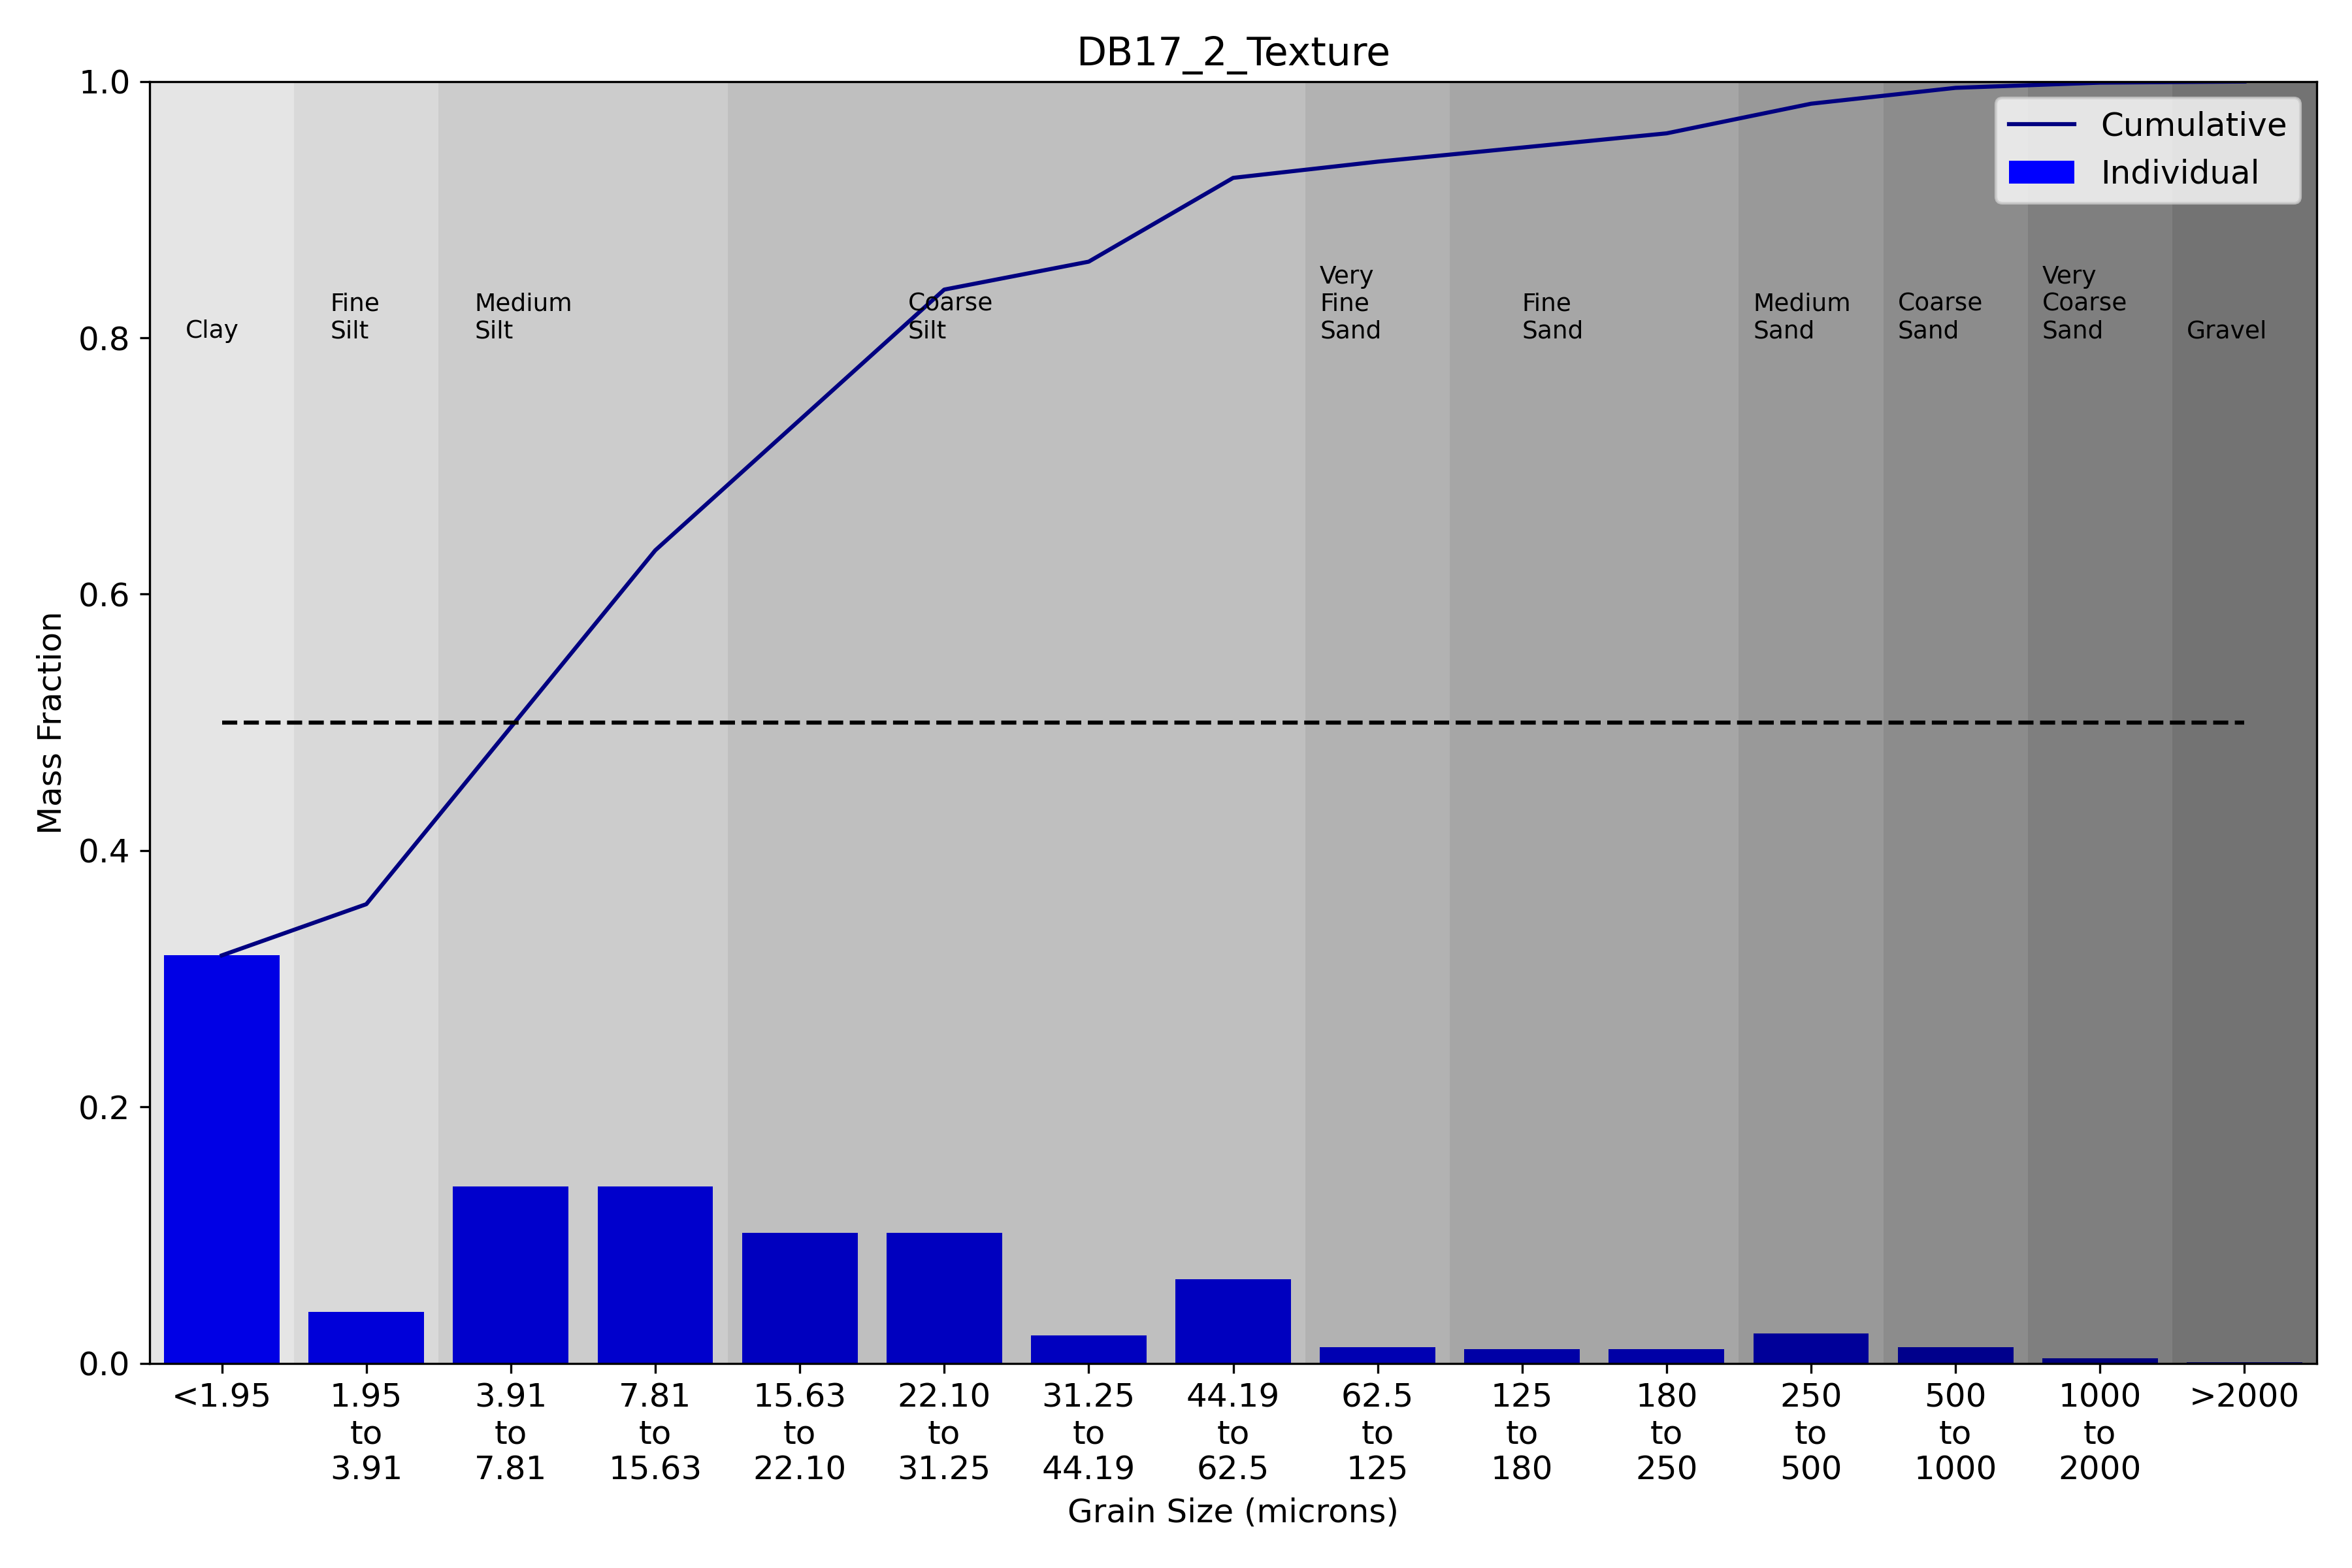 DB17_2_Texture
1.0
0.8
0.6
0.4
0.2
0.0
Mass Fraction
Cumulative
Individual
Clay
Fine
Silt
Medium
Silt
Coarse
Silt
Very
Fine
Sand
Fine
Sand
Medium
Sand
Coarse
Sand
Very
Coarse
Sand
Gravel
<1.95
1.95
to
3.91
3.91
to
7.81
7.81
to
15.63
15.63
to
22.10
22.10
to
31.25
31.25
to
44.19
44.19
to
62.5
62.5
to
125
125
to
180
180
to
250
250
to
500
500
to
1000
1000
to
2000
>2000
Grain Size (microns)